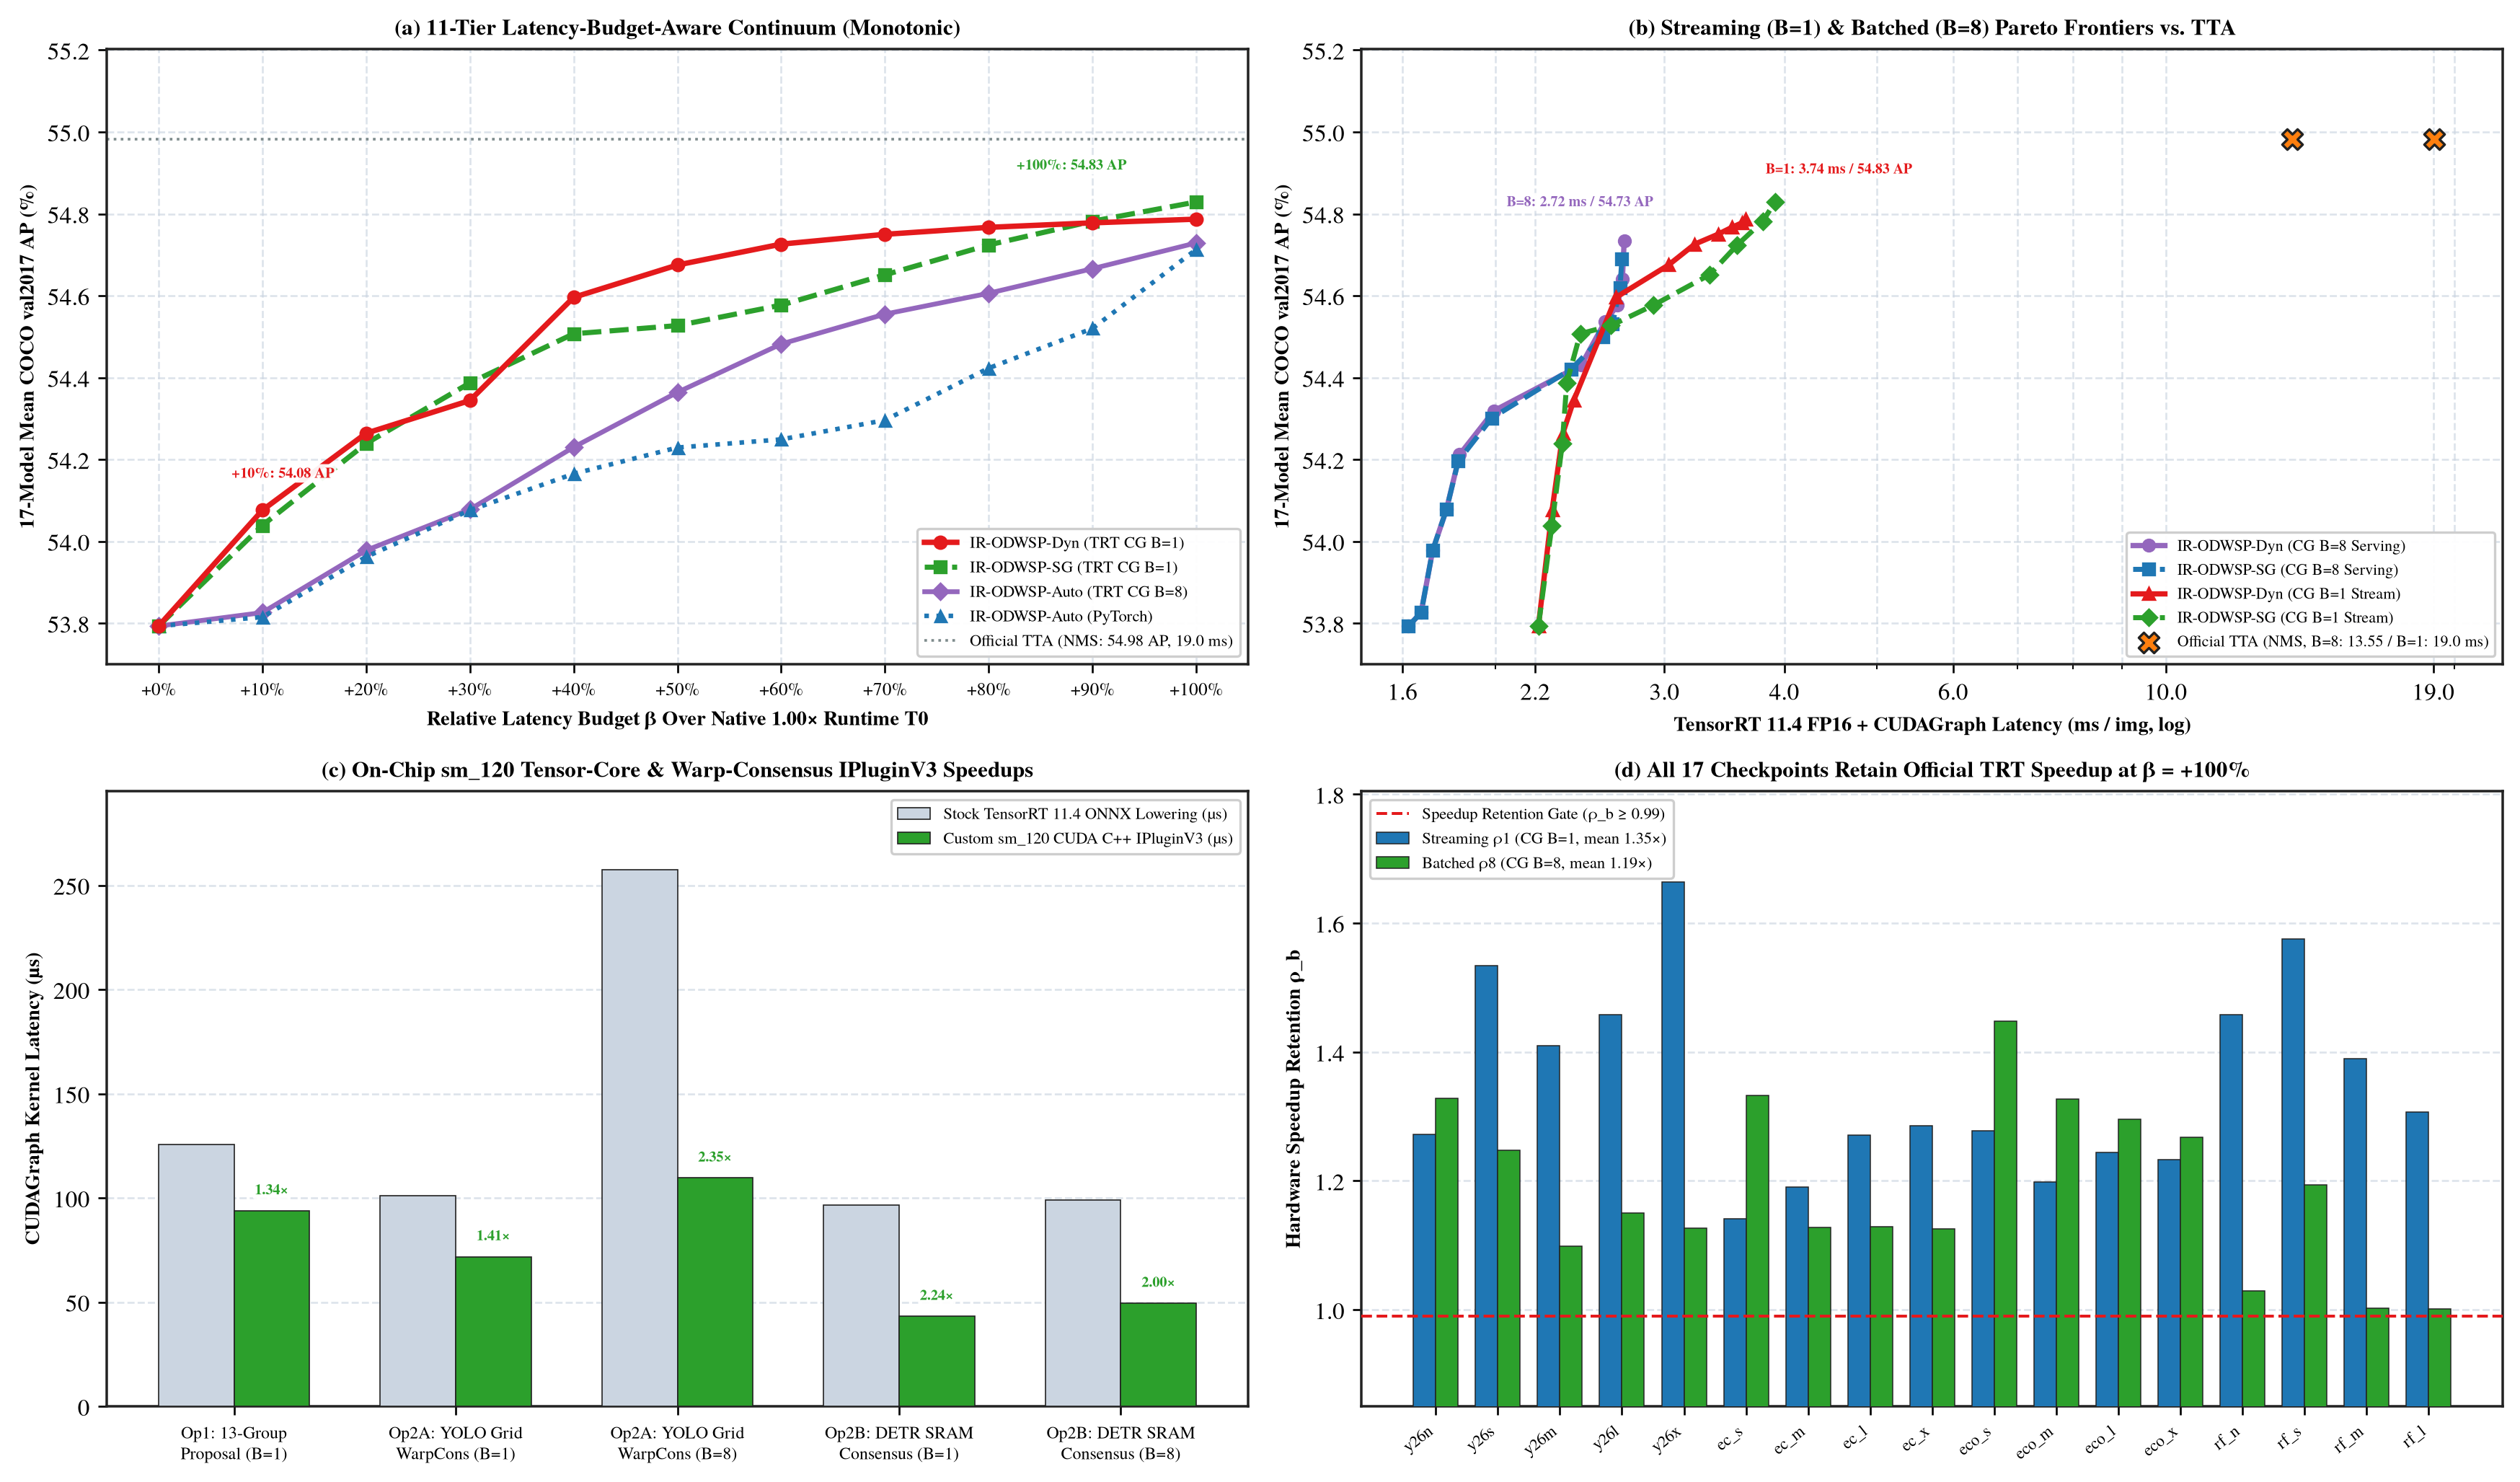 (a) 11-Tier Latency-Budget-Aware Continuum (Monotonic)
17-Model Mean COCO val2017 AP (%)
55.2
55.0
54.8
54.6
54.4
54.2
54.0
53.8
+100%: 54.83 AP
+10%: 54.08 AP
IR-ODWSP-Dyn (TRT CG B=1)
IR-ODWSP-SG (TRT CG B=1)
IR-ODWSP-Auto (TRT CG B=8)
IR-ODWSP-Auto (PyTorch)
Official TTA (NMS: 54.98 AP, 19.0 ms)
+0%
+10%
+20%
+30%
+40%
+50%
+60%
+70%
+80%
+90%
+100%
Relative Latency Budget β Over Native 1.00× Runtime T0
(b) Streaming (B=1) & Batched (B=8) Pareto Frontiers vs. TTA
17-Model Mean COCO val2017 AP (%)
55.2
55.0
54.8
54.6
54.4
54.2
54.0
53.8
B=1: 3.74 ms / 54.83 AP
B=8: 2.72 ms / 54.73 AP
IR-ODWSP-Dyn (CG B=8 Serving)
IR-ODWSP-SG (CG B=8 Serving)
IR-ODWSP-Dyn (CG B=1 Stream)
IR-ODWSP-SG (CG B=1 Stream)
Official TTA (NMS, B=8: 13.55 / B=1: 19.0 ms)
1.6
2.2
3.0
4.0
6.0
10.0
19.0
TensorRT 11.4 FP16 + CUDAGraph Latency (ms / img, log)
(c) On-Chip sm_120 Tensor-Core & Warp-Consensus IPluginV3 Speedups
CUDAGraph Kernel Latency (μs)
250
200
150
100
50
0
Stock TensorRT 11.4 ONNX Lowering (μs)
Custom sm_120 CUDA C++ IPluginV3 (μs)
1.34×
1.41×
2.35×
2.24×
2.00×
Op1: 13-Group
Proposal (B=1)
Op2A: YOLO Grid
WarpCons (B=1)
Op2A: YOLO Grid
WarpCons (B=8)
Op2B: DETR SRAM
Consensus (B=1)
Op2B: DETR SRAM
Consensus (B=8)
(d) All 17 Checkpoints Retain Official TRT Speedup at β = +100%
Hardware Speedup Retention ρ_b
1.8
1.6
1.4
1.2
1.0
Speedup Retention Gate (ρ_b ≥ 0.99)
Streaming ρ1 (CG B=1, mean 1.35×)
Batched ρ8 (CG B=8, mean 1.19×)
y26n
y26s
y26m
y26l
y26x
ec_s
ec_m
ec_l
ec_x
eco_s
eco_m
eco_l
eco_x
rf_n
rf_s
rf_m
rf_l